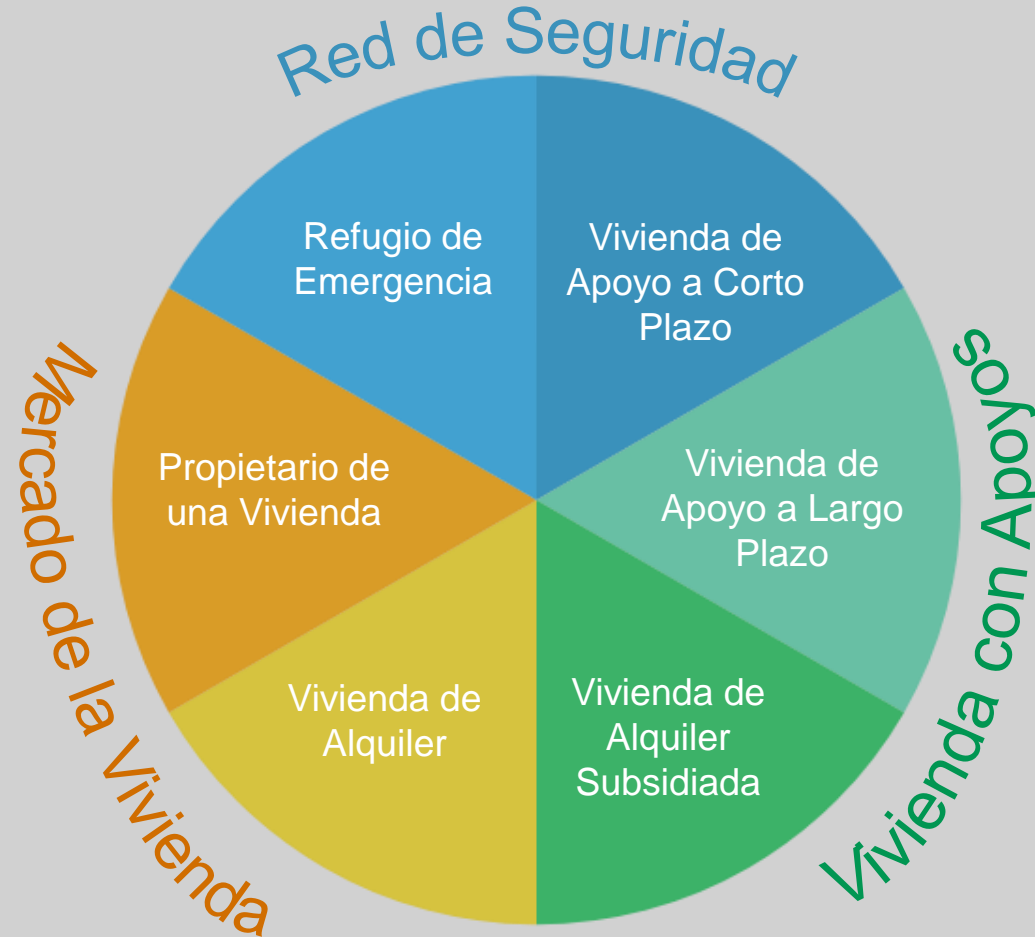 Red de Seguridad
Refugio de
Emergencia
Vivienda de
Apoyo a Corto
Plazo
Vivienda con Apoyos
Vivienda de
Apoyo a Largo
Plazo
Vivienda de
Alquiler
Subsidiada
Mercado de la Vivienda
Propietario de
una Vivienda
Vivienda de
Alquiler